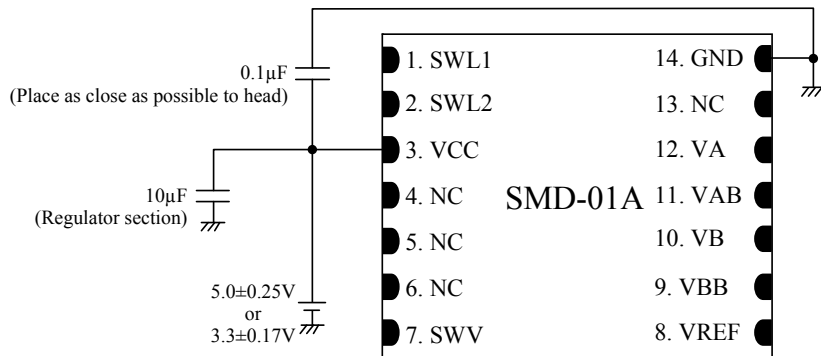 0.1µF
(Place as close as possible to head)
10µF
(Regulator section)
5.0±0.25V
or
3.3±0.17V
1. SWL1
2. SWL2
3. VCC
4. NC
5. NC
6. NC
7. SWV
SMD-01A
14. GND
13. NC
12. VA
11. VAB
10. VB
9. VBB
8. VREF